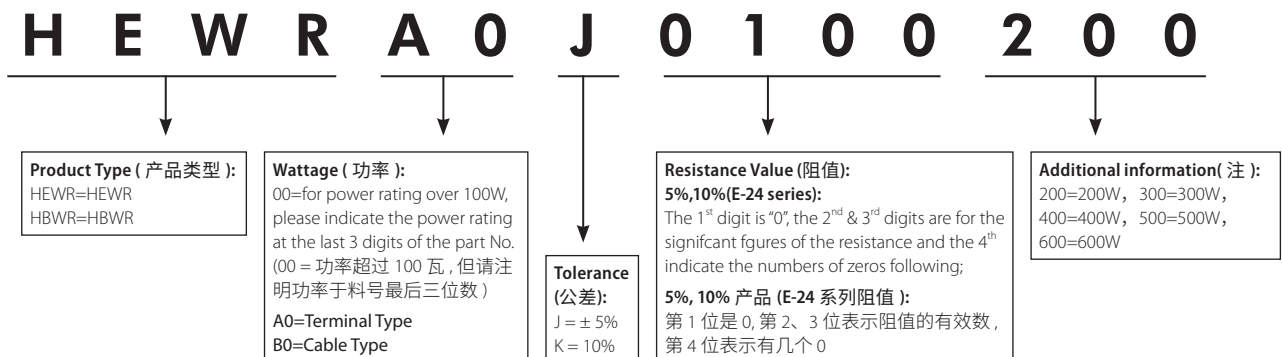 H E W R A 0 J 0 1 0 0 2 0 0
Product Type ( 产品类型 ):
HEWR=HEWR
HBWR=HBWR
Wattage ( 功率 ):
00=for power rating over 100W,
please indicate the power rating
at the last 3 digits of the part No.
(00 = 功率超过 100 瓦 , 但请注
明功率于料号最后三位数 )
A0=Terminal Type
B0=Cable Type
Tolerance
(公差):
J = ± 5%
K = 10%
Resistance Value (阻值):
5%,10%(E-24 series):
The 1st digit is "0", the 2nd & 3rd digits are for the
signifcant fgures of the resistance and the 4th
indicate the numbers of zeros following;
5%, 10% 产品 (E-24 系列阻值 ):
第 1 位是 0, 第 2、3 位表示阻值的有效数 ,
第 4 位表示有几个 0
Additional information( 注 ):
200=200W，300=300W，
400=400W，500=500W，
600=600W